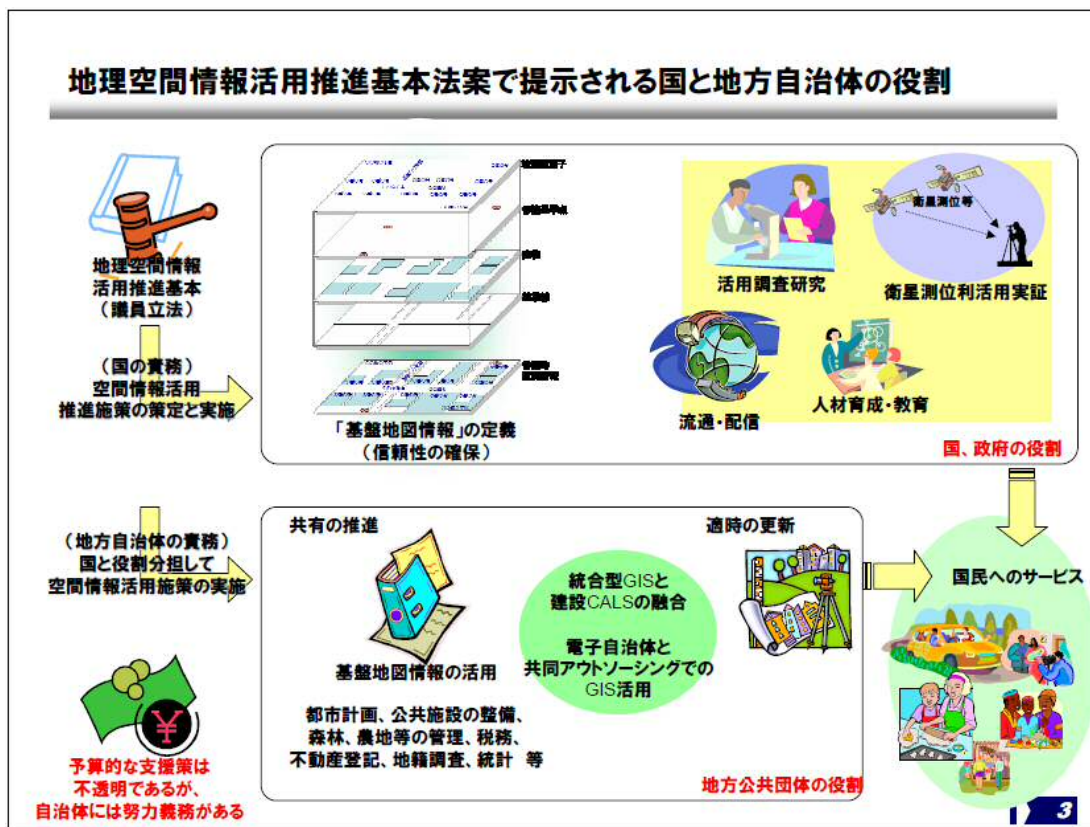 地理空間情報活用推進基本法案で提示される国と地方自治体の役割
地理空間情報
活用推進基本
（議員立法）
（国の責務）
空間情報活用
推進施策の策定と実施
「基盤地図情報」の定義
（信頼性の確保）
活用調査研究
衛星測位等
衛星測位利活用実証
流通・配信
人材育成・教育
国、政府の役割
（地方自治体の責務）
国と役割分担して
空間情報活用施策の実施
共有の推進
適時の更新
基盤地図情報の活用
都市計画、公共施設の整備、
森林、農地等の管理、税務、
不動産登記、地籍調査、統計 等
統合型GISと
建設CALSの融合
電子自治体と
共同アウトソーシングでの
GIS活用
地方公共団体の役割
国民へのサービス
¥
予算的な支援策は
不透明であるが、
自治体には努力義務がある
3